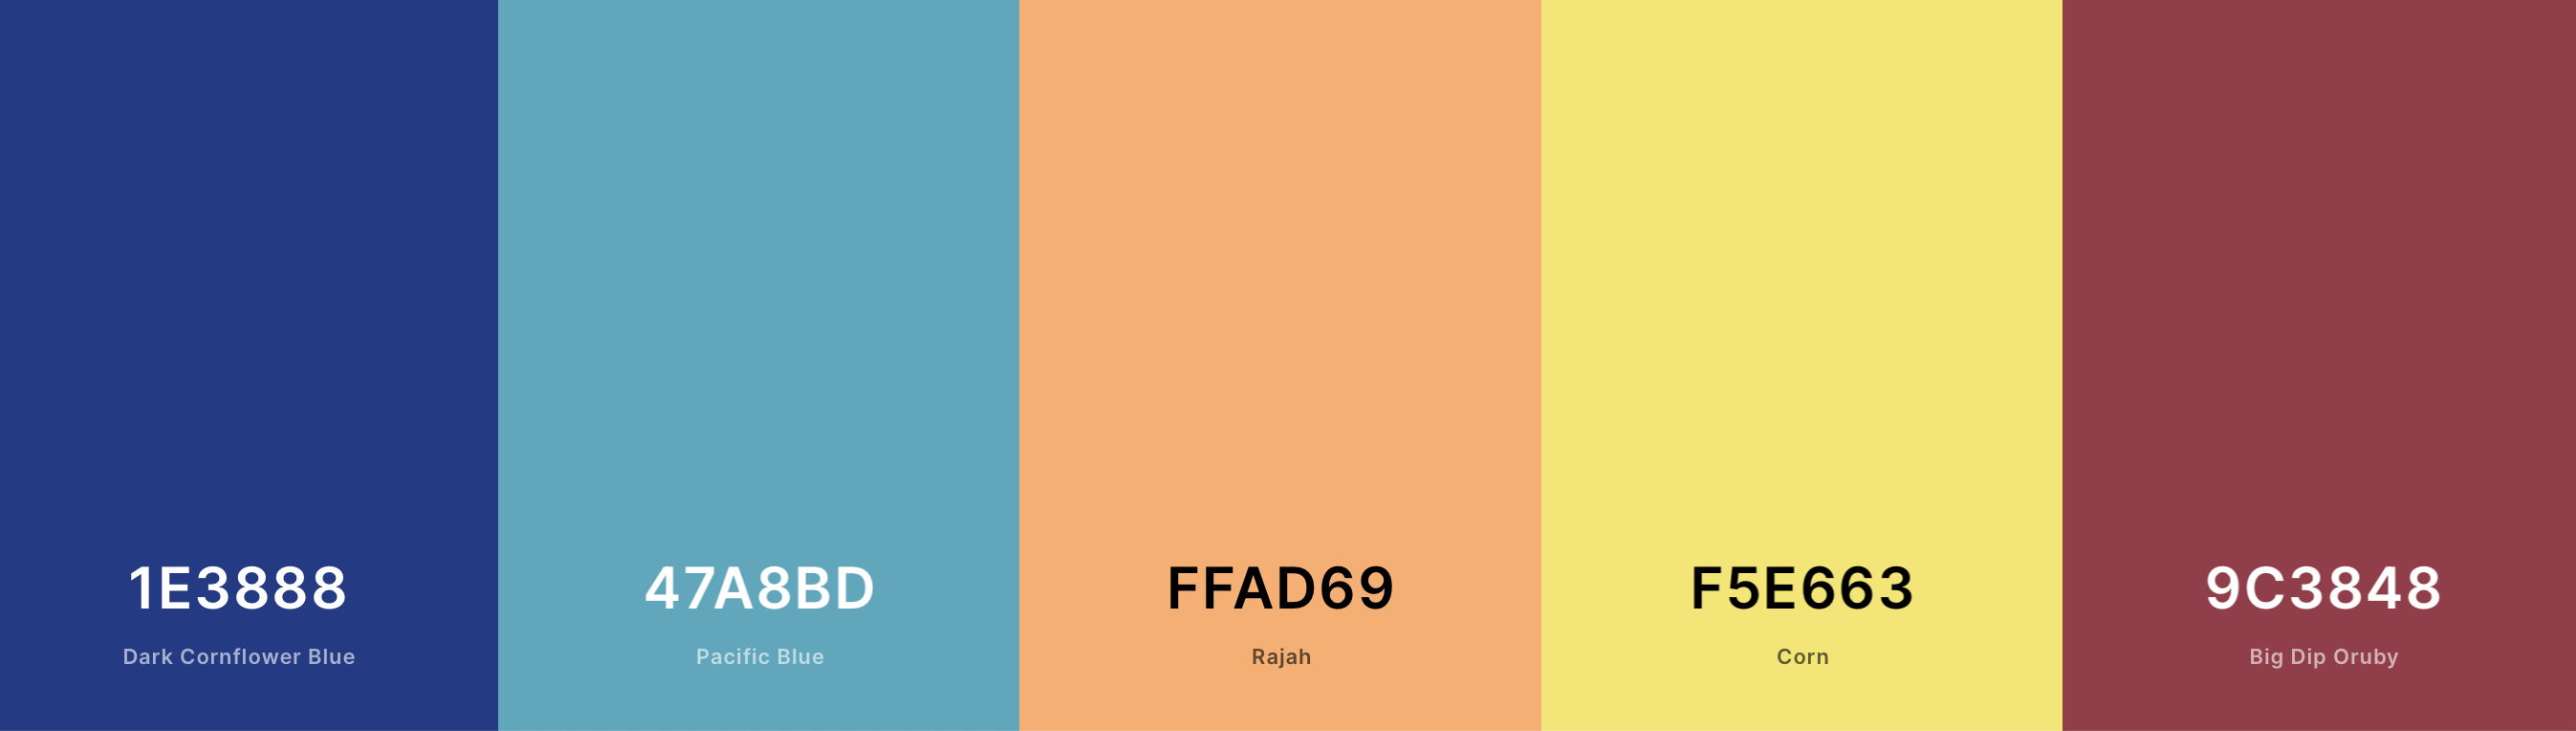 1E3888
Dark Cornflower Blue
47A8BD
Pacific Blue
FFAD69
Rajah
F5E663
Corn
9C3848
Big Dip Oruby